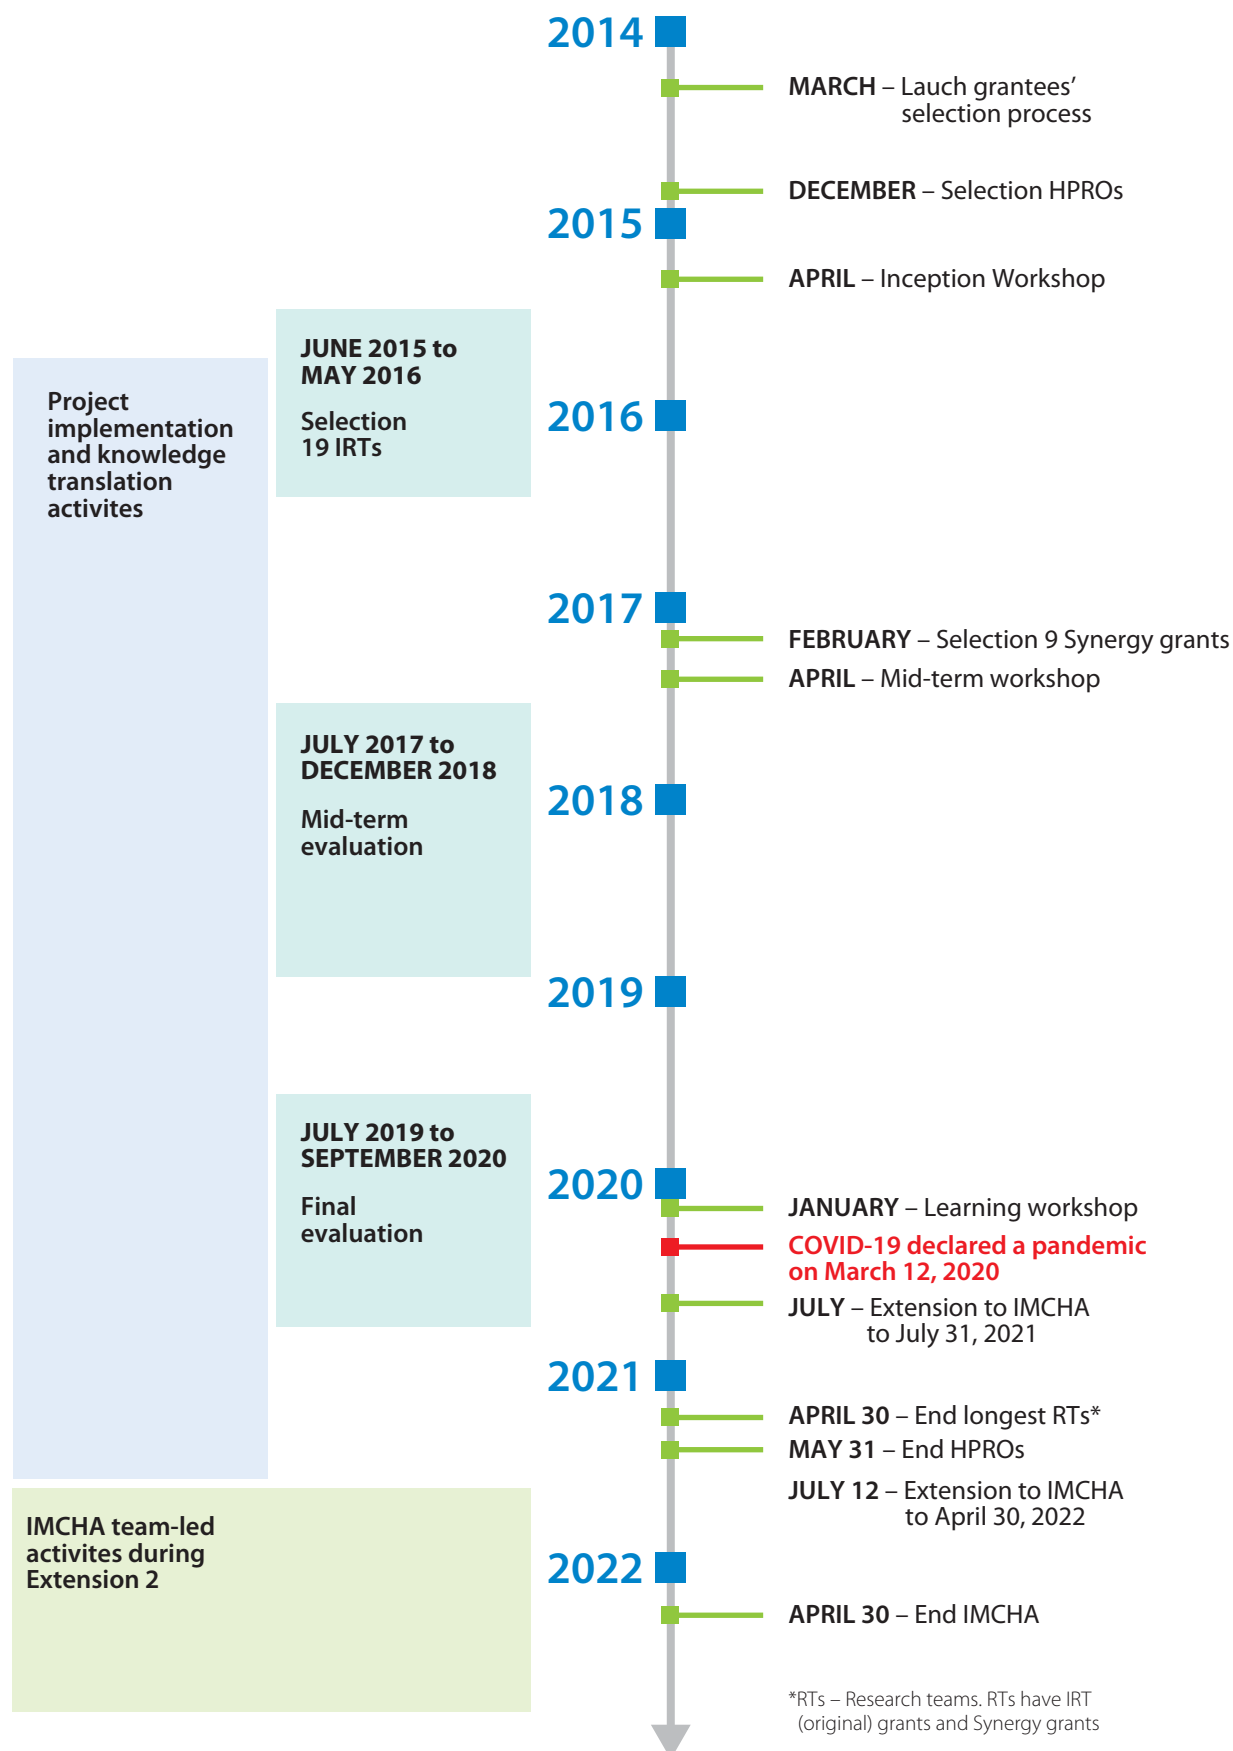 2014
MARCH – Lauch grantees’
selection process
DECEMBER – Selection HPROs
2015
APRIL – Inception Workshop
JUNE 2015 to
MAY 2016
Selection
19 IRTs
Project
implementation
and knowledge
translation
activites
2016
2017
FEBRUARY – Selection 9 Synergy grants
APRIL – Mid-term workshop
JULY 2017 to
DECEMBER 2018
Mid-term
evaluation
2018
2019
JULY 2019 to
SEPTEMBER 2020
Final
evaluation
2020
JANUARY – Learning workshop
COVID-19 declared a pandemic
on March 12, 2020
JULY – Extension to IMCHA
to July 31, 2021
2021
APRIL 30 – End longest RTs*
MAY 31 – End HPROs
JULY 12 – Extension to IMCHA
to April 30, 2022
IMCHA team-led
activites during
Extension 2
2022
APRIL 30 – End IMCHA
*RTs – Research teams. RTs have IRT
(original) grants and Synergy grants